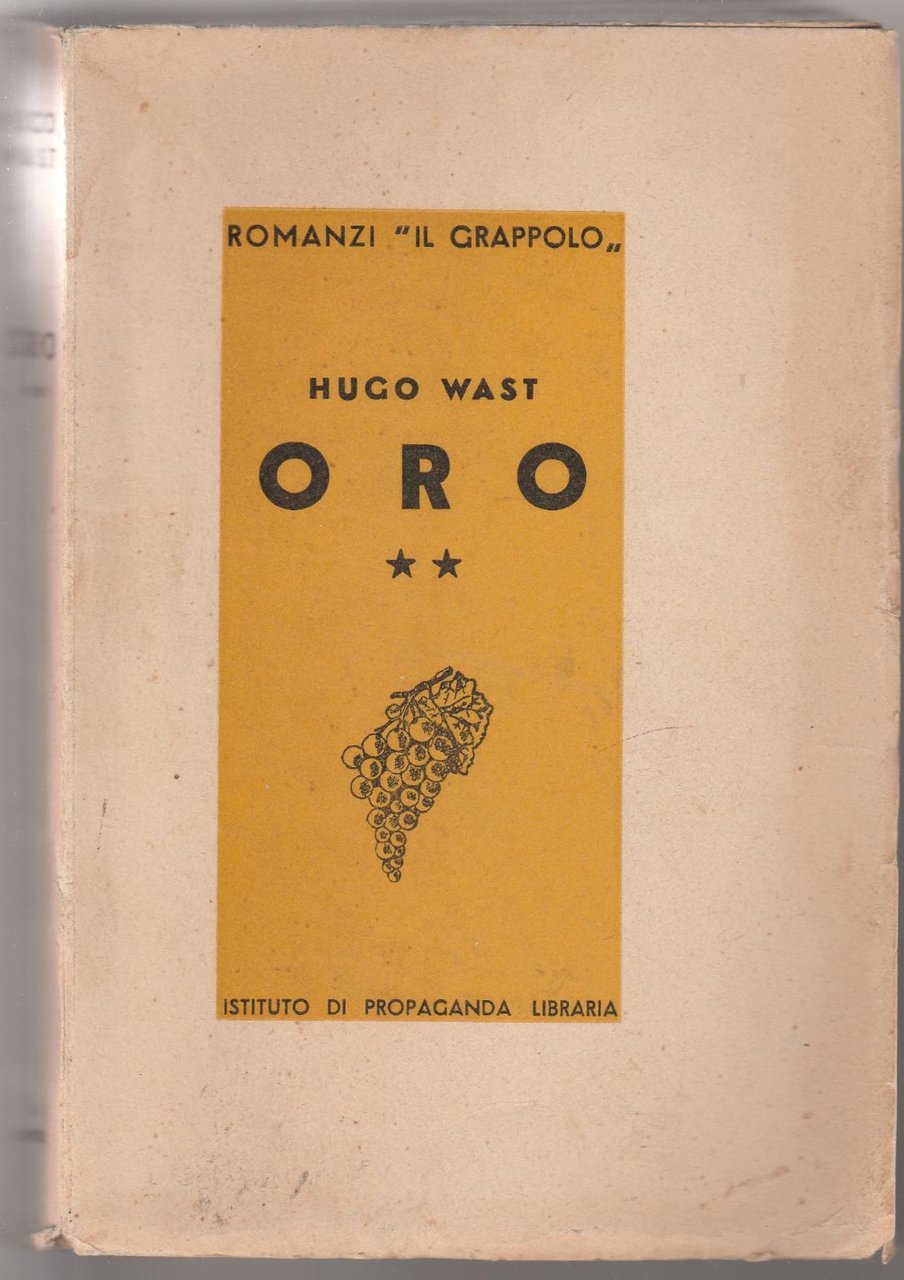 ROMANZI "IL GRAPPOLO„
HUGO WAST
ORO
★★
ISTITUTO DI PROPAGANDA LIBRARIA